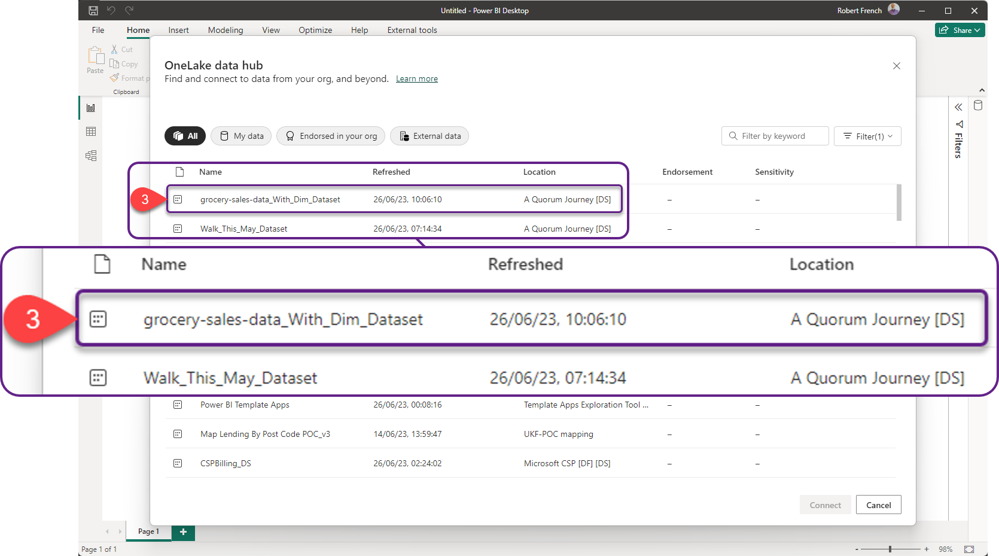 Untitled - Power BI Desktop
Robert French
File Home Insert Modeling View Optimize Help External tools
Share
Paste
Cut
Copy
Format p
Clipboard
OneLake data hub
Find and connect to data from your org, and beyond. Learn more
All My data Endorsed in your org External data
Filter by keyword
Filter(1)
Filters
Name Refreshed Location Endorsement Sensitivity
3
grocery-sales-data_With_Dim_Dataset 26/06/23, 10:06:10 A Quorum Journey [DS] – –
Walk_This_May_Dataset 26/06/23, 07:14:34 A Quorum Journey [DS] – –
Name Refreshed Location
3
grocery-sales-data_With_Dim_Dataset 26/06/23, 10:06:10 A Quorum Journey [DS]
Walk_This_May_Dataset 26/06/23, 07:14:34 A Quorum Journey [DS]
Power BI Template Apps 26/06/23, 00:08:16 Template Apps Exploration Tool ... – –
Map Lending By Post Code POC_v3 14/06/23, 13:59:47 UKF-POC mapping – –
CSPBilling_DS 26/06/23, 02:24:02 Microsoft CSP [DF] [DS] – –
Connect Cancel
Page 1 +
Page 1 of 1
- + 98%